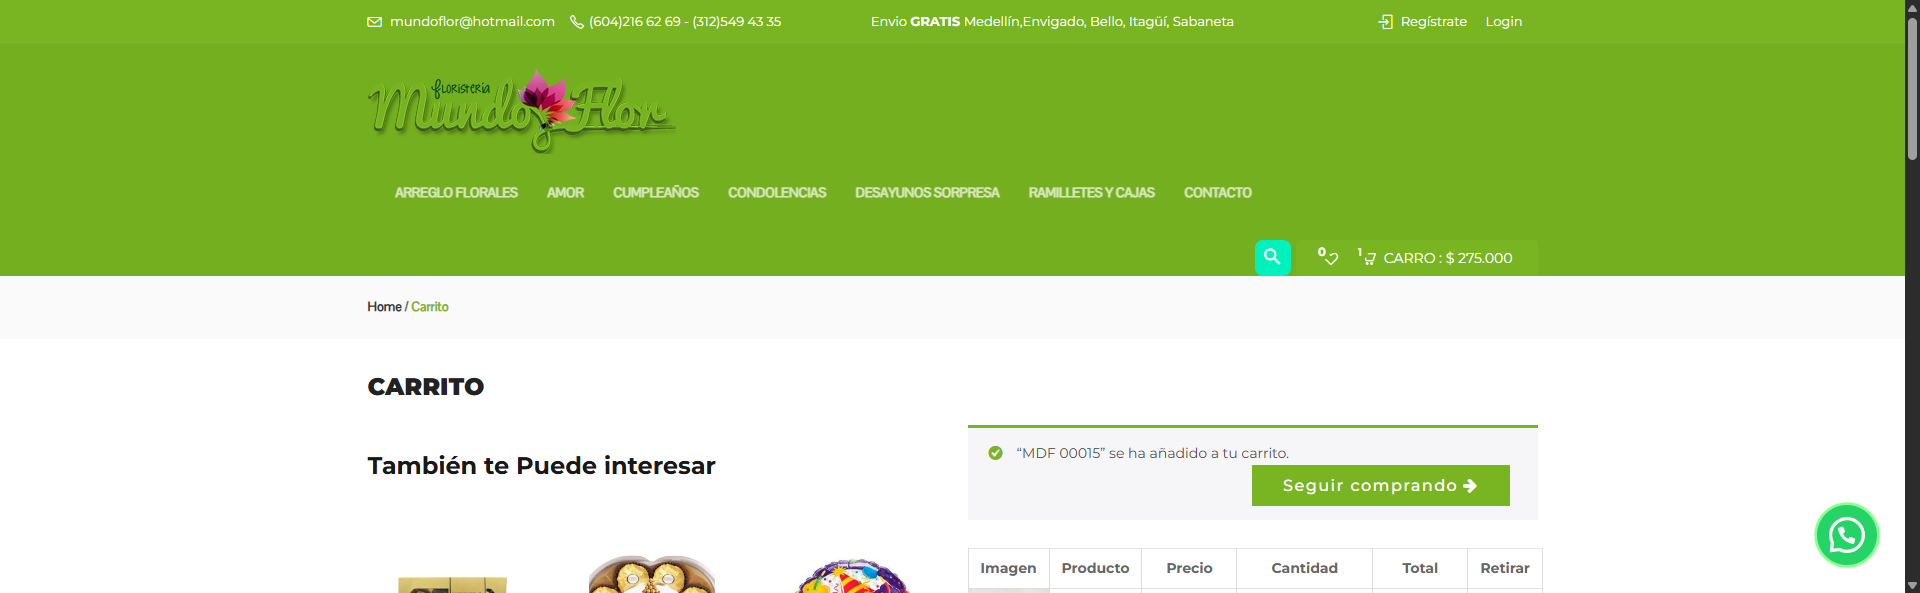 mundoflor@hotmail.com (604)216 62 69 - (312)549 43 35 Envio GRATIS Medellín,Envigado, Bello, Itagüí, Sabaneta Regístrate Login
floristería
Mundo Flor
ARREGLO FLORALES AMOR CUMPLEAÑOS CONDOLENCIAS DESAYUNOS SORPRESA RAMILLETES Y CAJAS CONTACTO
0 1 CARRO : $ 275.000
Home / Carrito
CARRITO
También te Puede interesar
“MDF 00015” se ha añadido a tu carrito.
Seguir comprando
Imagen Producto Precio Cantidad Total Retirar